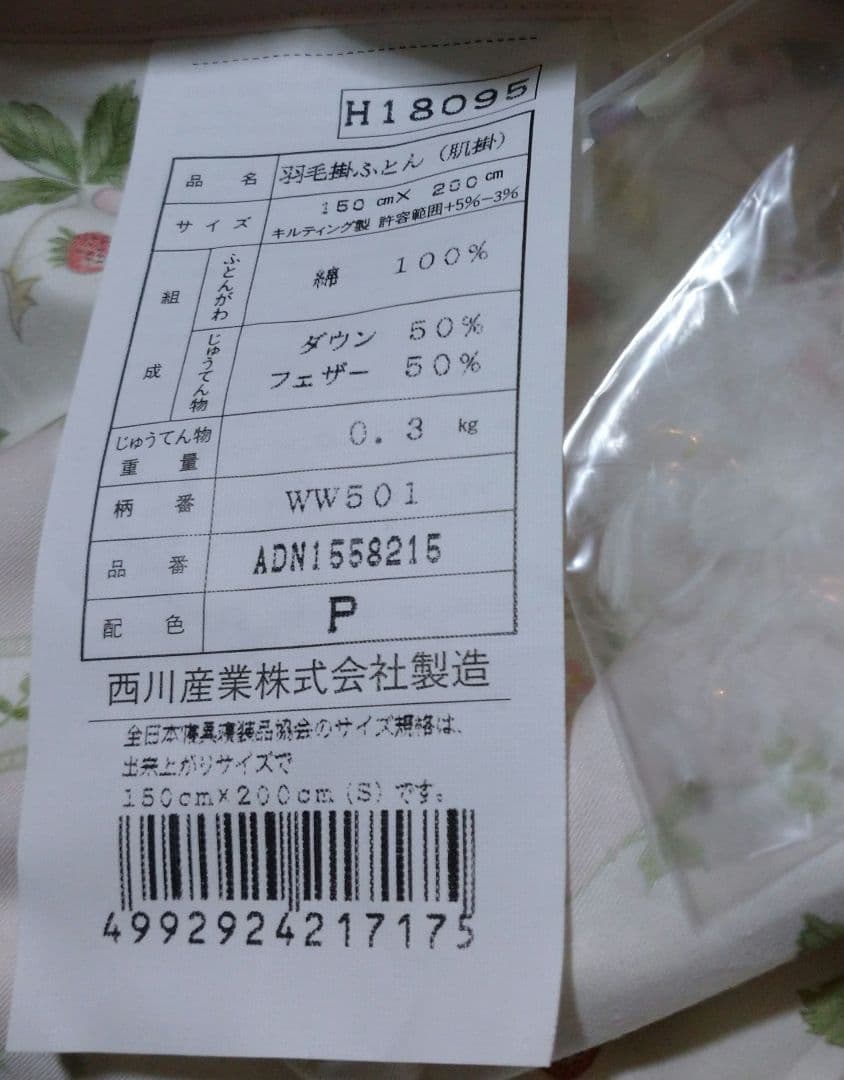 H18095
品名 羽毛掛ふとん（肌掛）
サイズ 150 cm× 200 cm
キルティング製 許容範囲+5%−3%
組成 ふとんがわ 綿 100%
じゅうてん物 ダウン 50%
フェザー 50%
じゅうてん物重量 0.3 kg
柄番 WW501
品番 ADN1558215
配色 P
西川産業株式会社製造
全日本寝具寝装品協会のサイズ規格は、
出来上がりサイズで
150cm×200cm(S)です。
4992924217175